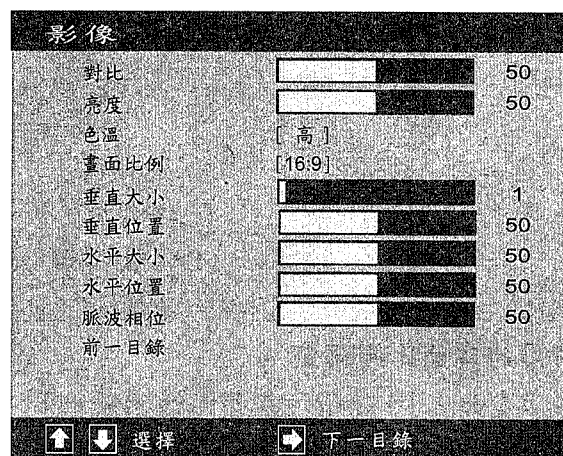 影像
對比 50
亮度 50
色溫 [ 高 ]
畫面比例 [16:9]
垂直大小 1
垂直位置 50
水平大小 50
水平位置 50
脈波相位 50
前一目錄
選擇 下一目錄